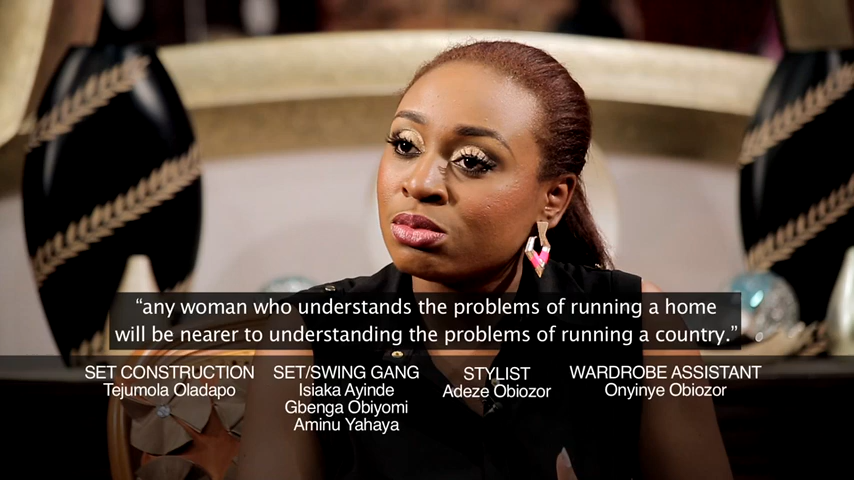 “any woman who understands the problems of running a home
will be nearer to understanding the problems of running a country.”
SET CONSTRUCTION
Tejumola Oladapo
SET/SWING GANG
Isiaka Ayinde
Gbenga Obiyomi
Aminu Yahaya
STYLIST
Adeze Obiozor
WARDROBE ASSISTANT
Onyinye Obiozor